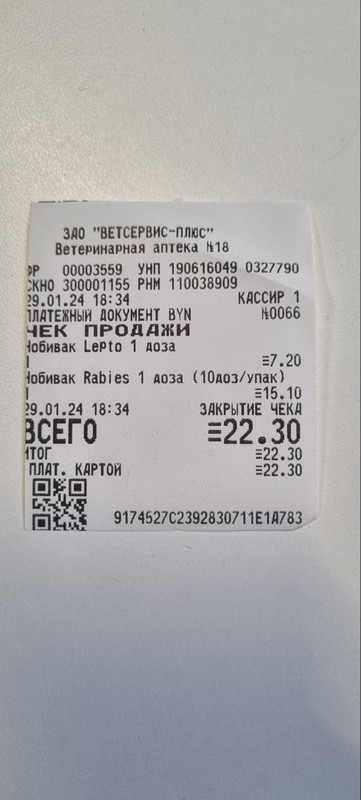 ЗАО "ВЕТСЕРВИС-ПЛЮС"
Ветеринарная аптека №18
ФР 00003559 УНП 190616049 0327790
СКНО 300001155 РНМ 110038909
29.01.24 18:34 КАССИР 1
ПЛАТЕЖНЫЙ ДОКУМЕНТ BYN №0066
ЧЕК ПРОДАЖИ
Нобивак Lepto 1 доза
≡7.20
Нобивак Rabies 1 доза (10доз/упак)
≡15.10
29.01.24 18:34 ЗАКРЫТИЕ ЧЕКА
ВСЕГО ≡22.30
ИТОГ ≡22.30
ПЛАТ. КАРТОЙ ≡22.30
9174527C2392830711E1A783